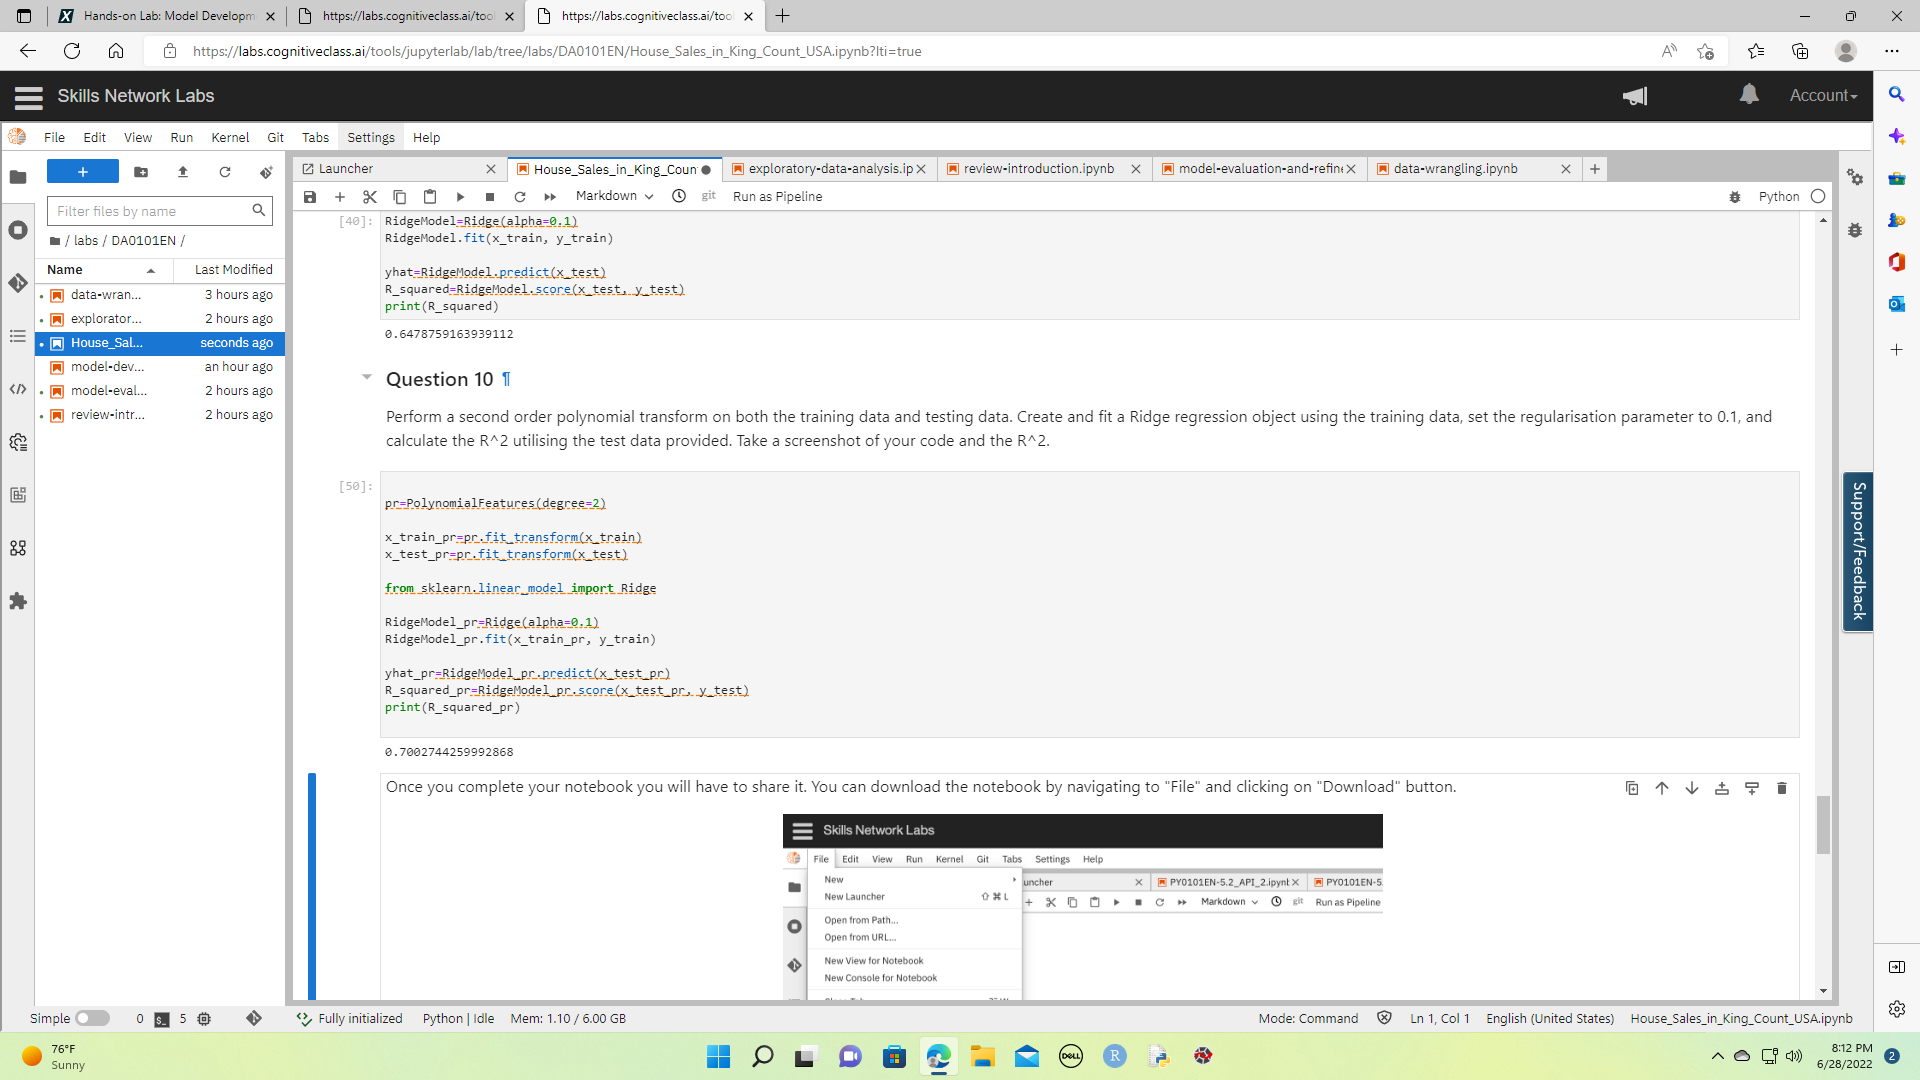 Hands-on Lab: Model Developm
https://labs.cognitiveclass.ai/tool
https://labs.cognitiveclass.ai/tool
https://labs.cognitiveclass.ai/tools/jupyterlab/lab/tree/labs/DA0101EN/House_Sales_in_King_Count_USA.ipynb?lti=true
Skills Network Labs
Account
File Edit View Run Kernel Git Tabs Settings Help
Launcher
House_Sales_in_King_Coun
exploratory-data-analysis.ip
review-introduction.ipynb
model-evaluation-and-refine
data-wrangling.ipynb
Markdown
git
Run as Pipeline
Python
Filter files by name
/ labs / DA0101EN /
Name Last Modified
data-wran... 3 hours ago
explorator... 2 hours ago
House_Sal... seconds ago
model-dev... an hour ago
model-eval... 2 hours ago
review-intr... 2 hours ago
[40]: RidgeModel=Ridge(alpha=0.1)
RidgeModel.fit(x_train, y_train)
yhat=RidgeModel.predict(x_test)
R_squared=RidgeModel.score(x_test, y_test)
print(R_squared)
0.6478759163939112
Question 10 ¶
Perform a second order polynomial transform on both the training data and testing data. Create and fit a Ridge regression object using the training data, set the regularisation parameter to 0.1, and
calculate the R^2 utilising the test data provided. Take a screenshot of your code and the R^2.
[50]:
pr=PolynomialFeatures(degree=2)
x_train_pr=pr.fit_transform(x_train)
x_test_pr=pr.fit_transform(x_test)
from sklearn.linear_model import Ridge
RidgeModel_pr=Ridge(alpha=0.1)
RidgeModel_pr.fit(x_train_pr, y_train)
yhat_pr=RidgeModel_pr.predict(x_test_pr)
R_squared_pr=RidgeModel_pr.score(x_test_pr, y_test)
print(R_squared_pr)
0.7002744259992868
Once you complete your notebook you will have to share it. You can download the notebook by navigating to "File" and clicking on "Download" button.
Skills Network Labs
File Edit View Run Kernel Git Tabs Settings Help
New
New Launcher ⇧ ⌘ L
Open from Path...
Open from URL...
New View for Notebook
New Console for Notebook
uncher
PY0101EN-5.2_API_2.ipynb
PY0101EN-5
Markdown
git
Run as Pipeline
Support/Feedback
Simple 0 5 Fully initialized Python | Idle Mem: 1.10 / 6.00 GB
Mode: Command Ln 1, Col 1 English (United States) House_Sales_in_King_Count_USA.ipynb
76°F
Sunny
DELL
R
8:12 PM
6/28/2022
2